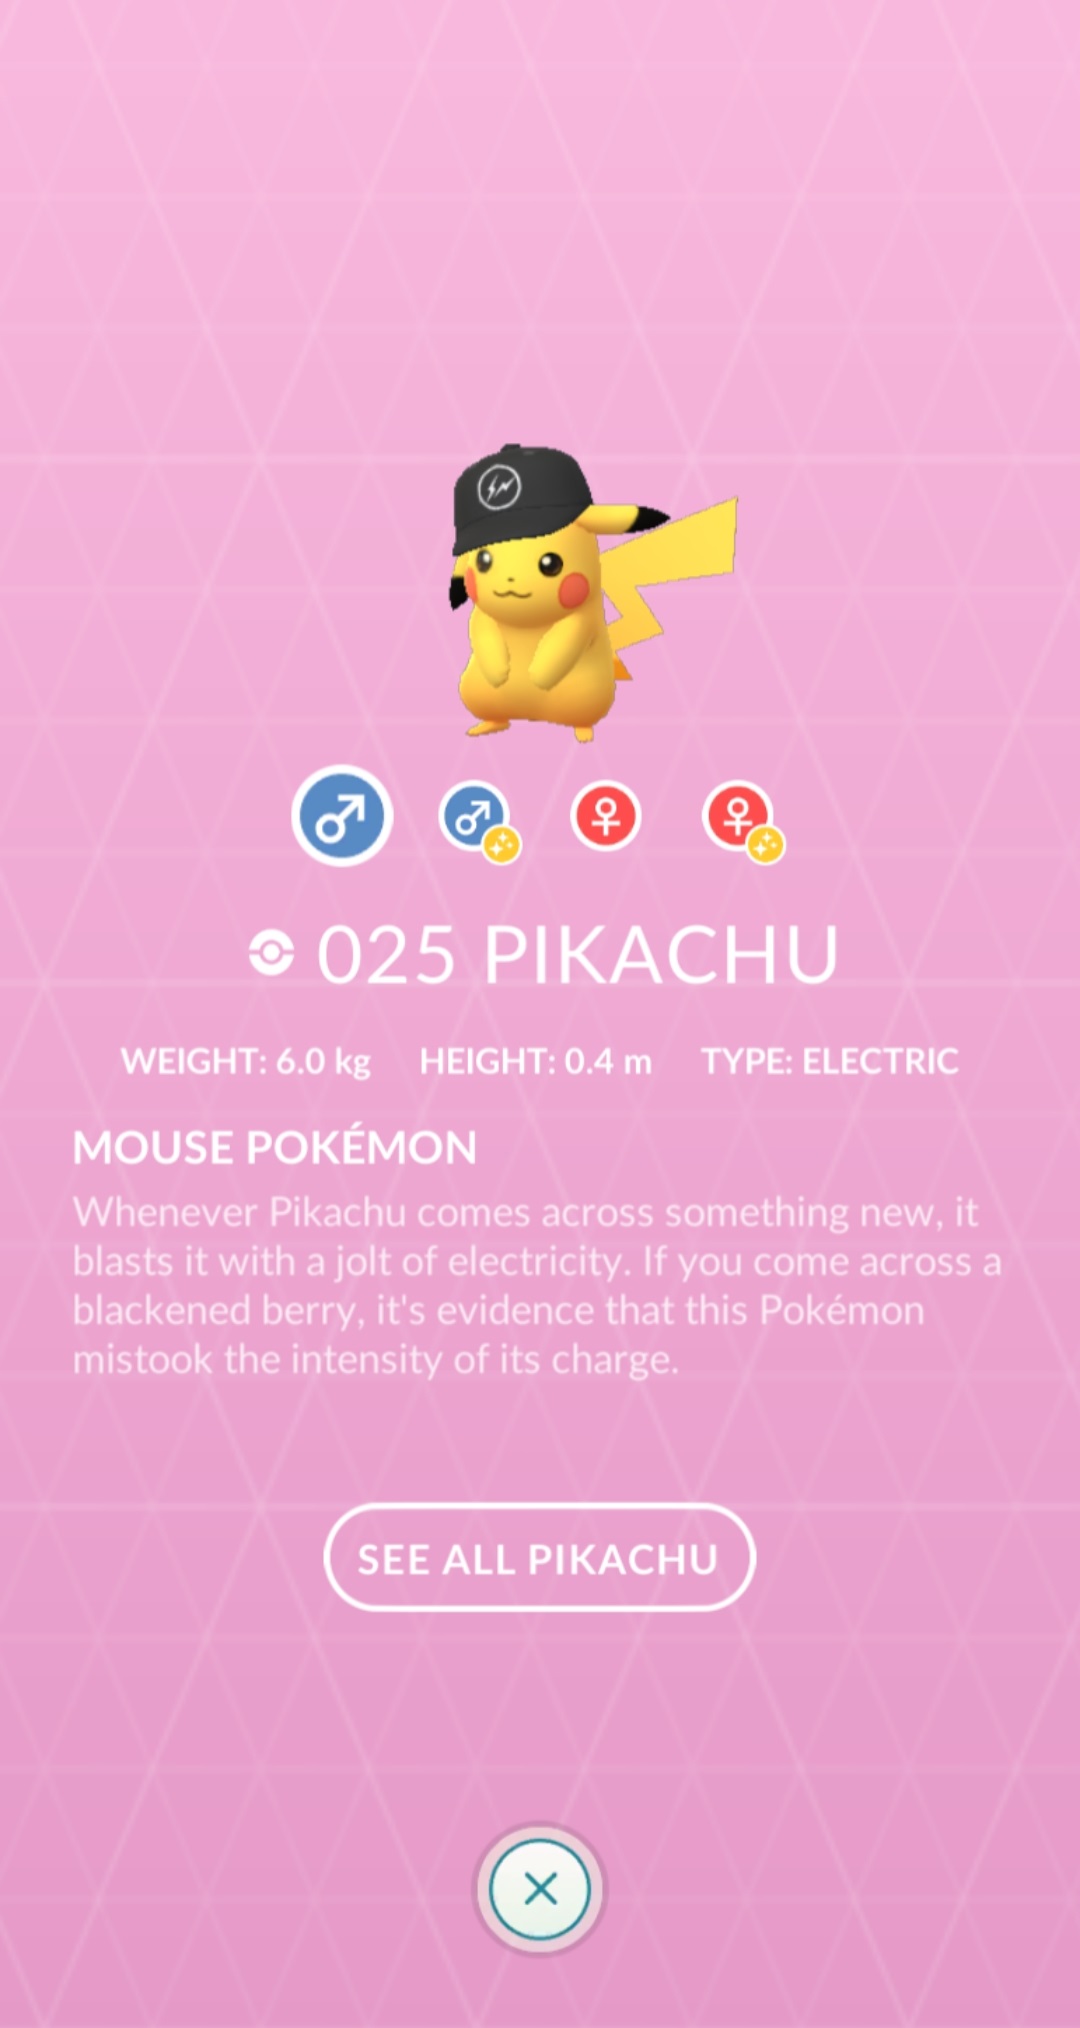 025 PIKACHU
WEIGHT: 6.0 kg HEIGHT: 0.4 m TYPE: ELECTRIC
MOUSE POKÉMON
Whenever Pikachu comes across something new, it
blasts it with a jolt of electricity. If you come across a
blackened berry, it's evidence that this Pokémon
mistook the intensity of its charge.
SEE ALL PIKACHU